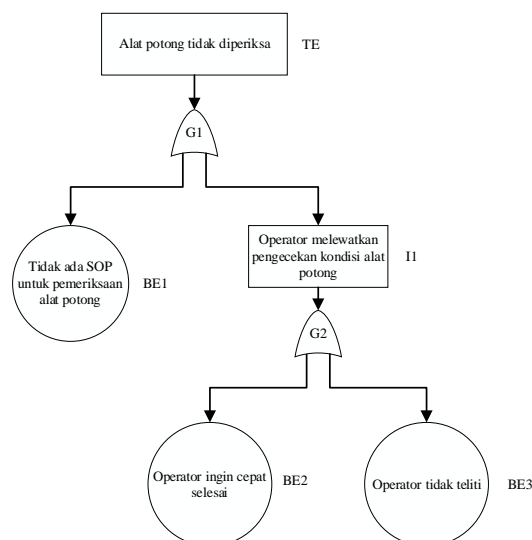 Alat potong tidak diperiksa
TE
G1
Tidak ada SOP
untuk pemeriksaan
alat potong
BE1
Operator melewatkan
pengecekan kondisi alat
potong
I1
G2
Operator ingin cepat
selesai
BE2
Operator tidak teliti
BE3